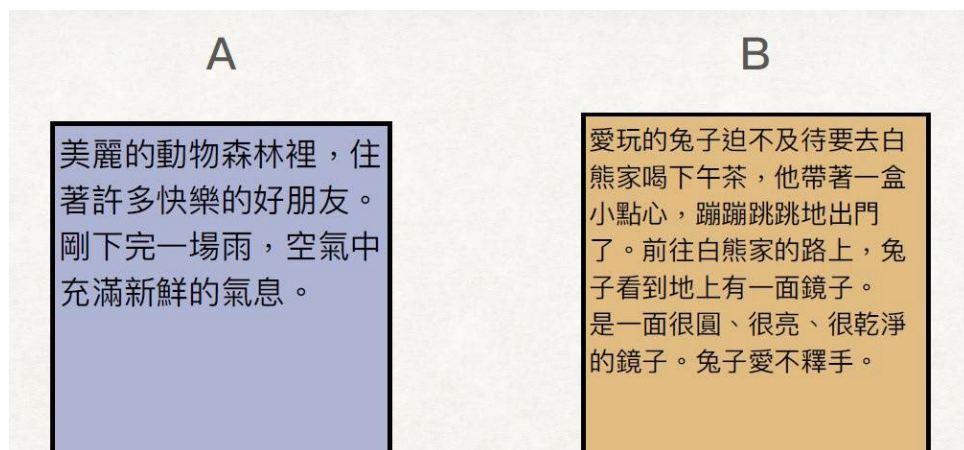 A
美麗的動物森林裡，住
著許多快樂的好朋友。
剛下完一場雨，空氣中
充滿新鮮的氣息。
B
愛玩的兔子迫不及待要去白
熊家喝下午茶，他帶著一盒
小點心，蹦蹦跳跳地出門
了。前往白熊家的路上，兔
子看到地上有一面鏡子。
是一面很圓、很亮、很乾淨
的鏡子。兔子愛不釋手。